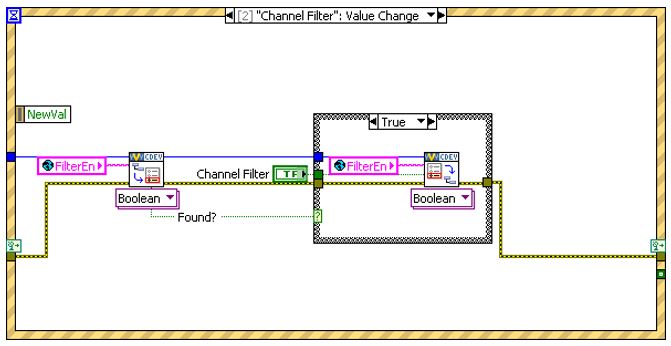 [2] "Channel Filter": Value Change
NewVal
True
FilterEn
CDEV
Channel Filter
TF
FilterEn
CDEV
Boolean
Boolean
Found?
?